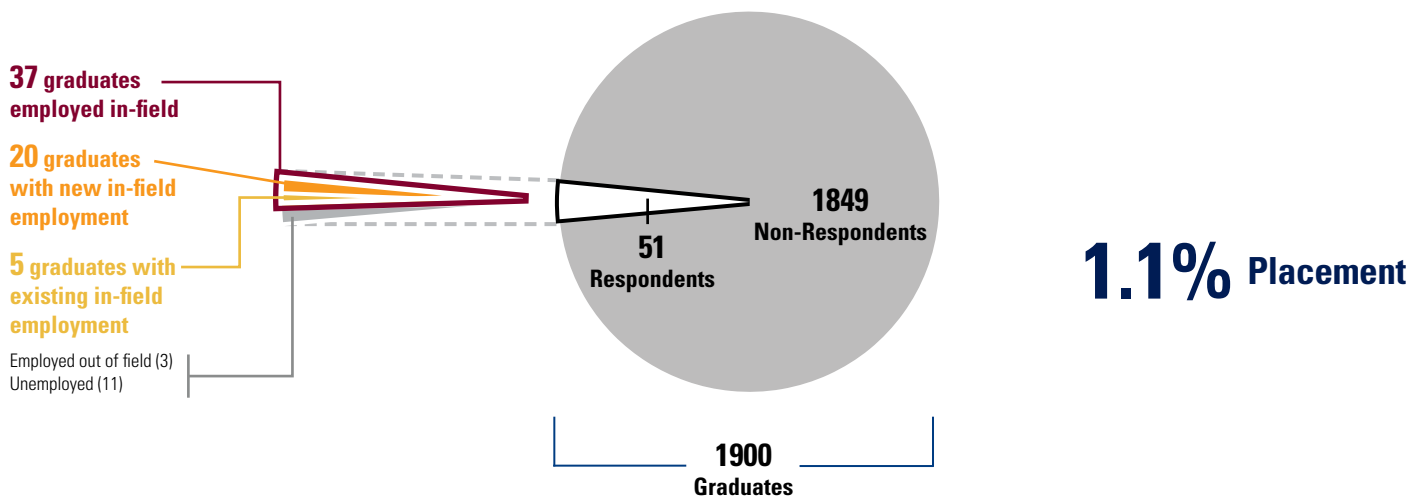 37 graduates
employed in-field
20 graduates
with new in-field
employment
5 graduates with
existing in-field
employment
Employed out of field (3)
Unemployed (11)
51
Respondents
1849
Non-Respondents
1900
Graduates
1.1% Placement